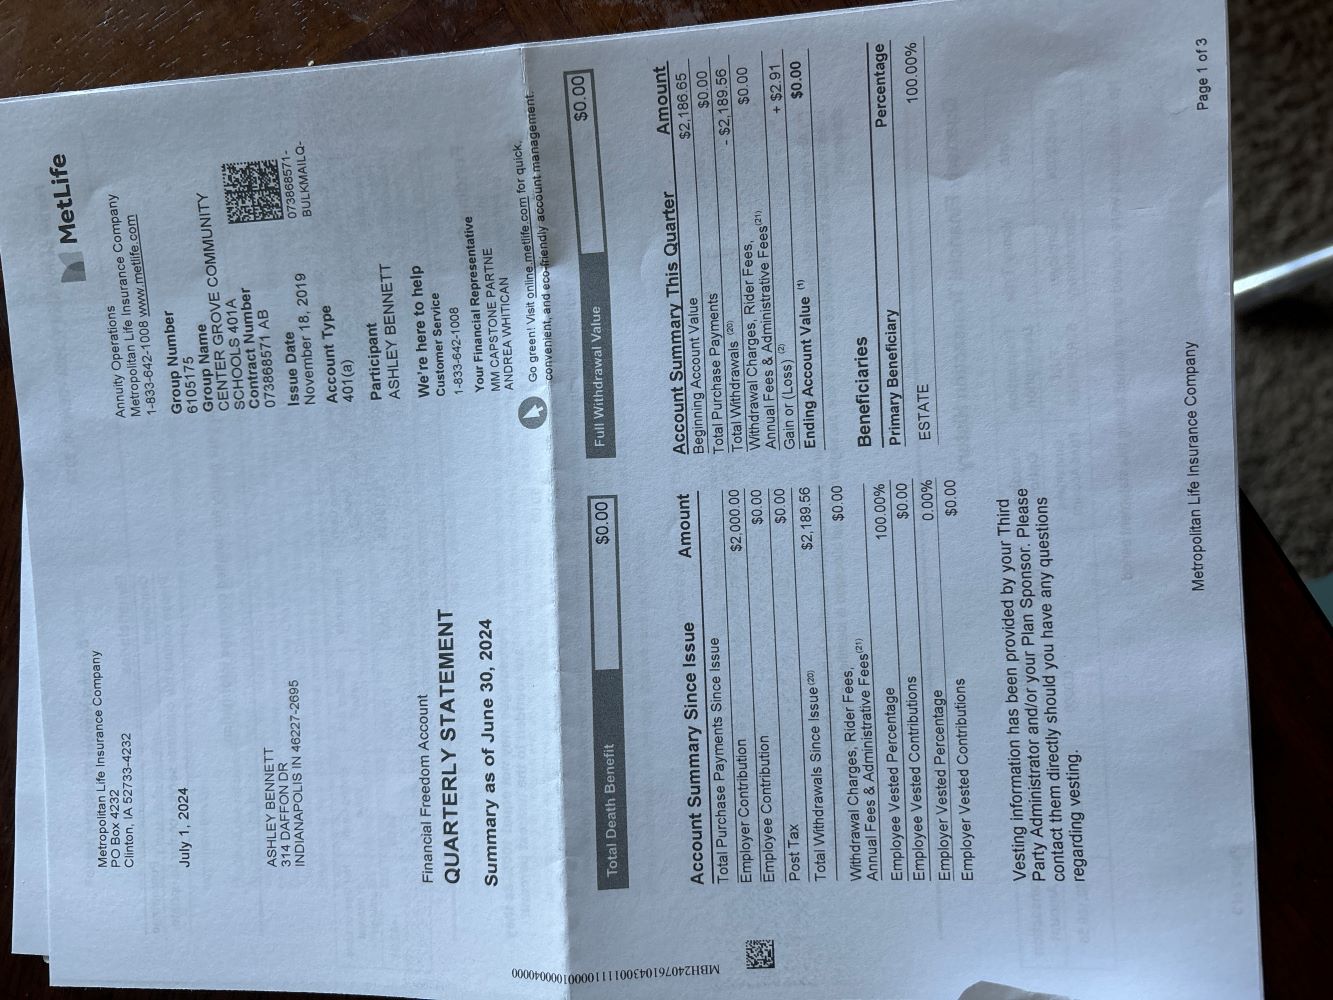 MetLife
Metropolitan Life Insurance Company
PO Box 4232
Clinton, IA 52733-4232
July 1, 2024
ASHLEY BENNETT
314 DAFFON DR
INDIANAPOLIS IN 46227-2695
Annuity Operations
Metropolitan Life Insurance Company
1-833-642-1008 www.metlife.com
Group Number
6105175
Group Name
CENTER GROVE COMMUNITY
SCHOOLS 401A
Contract Number
073868571 AB
Issue Date
November 18, 2019
Account Type
401(a)
Participant
ASHLEY BENNETT
073868571-
BULKMAILQ-
We're here to help
Customer Service
1-833-642-1008
Your Financial Representative
MM CAPSTONE PARTNE
ANDREA WHITICAN
Go green! Visit online.metlife.com for quick,
convenient, and eco-friendly account management.
Financial Freedom Account
QUARTERLY STATEMENT
Summary as of June 30, 2024
Total Death Benefit $0.00
Full Withdrawal Value $0.00
Account Summary Since Issue Amount
Total Purchase Payments Since Issue
Employer Contribution $2,000.00
Employee Contribution $0.00
Post Tax $0.00
Total Withdrawals Since Issue (20) $2,189.56
Withdrawal Charges, Rider Fees, $0.00
Annual Fees & Administrative Fees(21)
Employee Vested Percentage 100.00%
Employee Vested Contributions $0.00
Employer Vested Percentage 0.00%
Employer Vested Contributions $0.00
Vesting information has been provided by your Third
Party Administrator and/or your Plan Sponsor. Please
contact them directly should you have any questions
regarding vesting.
Account Summary This Quarter Amount
Beginning Account Value $2,186.65
Total Purchase Payments $0.00
Total Withdrawals (20) - $2,189.56
Withdrawal Charges, Rider Fees, $0.00
Annual Fees & Administrative Fees(21)
Gain or (Loss) (2) + $2.91
Ending Account Value (1) $0.00
Beneficiaries
Primary Beneficiary Percentage
ESTATE 100.00%
Metropolitan Life Insurance Company
Page 1 of 3